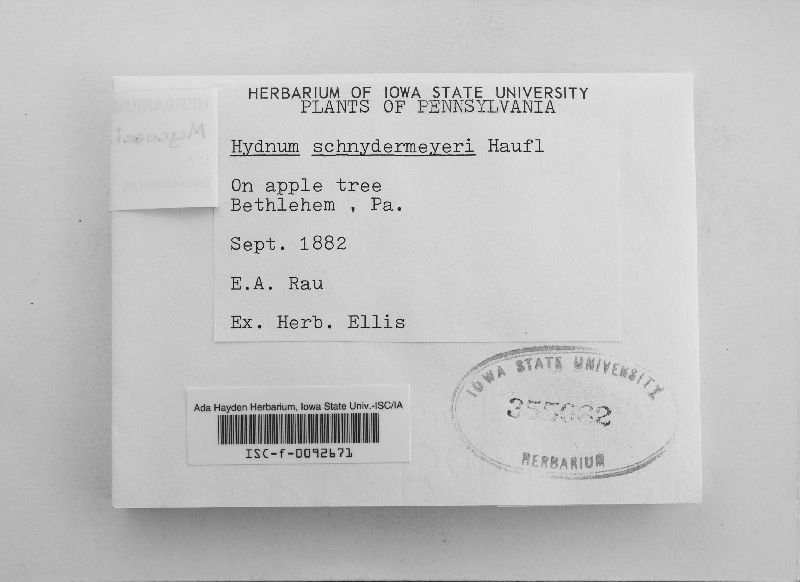 HERBARIUM OF IOWA STATE UNIVERSITY
PLANTS OF PENNSYLVANIA
Hydnum schnydermeyeri Haufl
On apple tree
Bethlehem , Pa.
Sept. 1882
E.A. Rau
Ex. Herb. Ellis
Ada Hayden Herbarium, Iowa State Univ.-ISC/IA
ISC-f-0092671
IOWA STATE UNIVERSITY
HERBARIUM